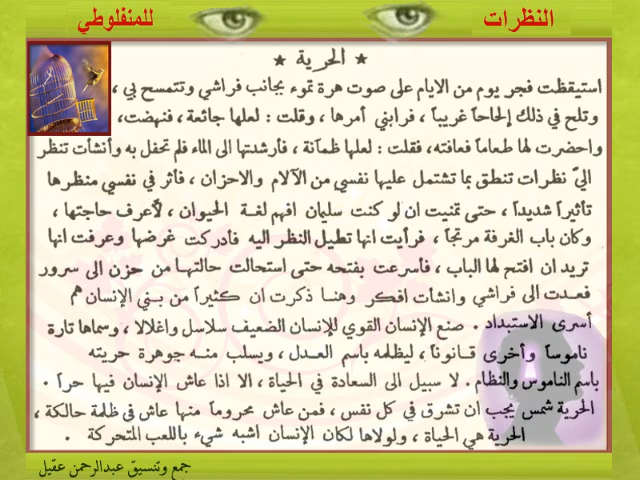 النظرات
للمنفلوطي
* الحرية *
استيقظت فجر يوم من الايام على صوت هرة تموء بجانب فراشي وتتمسح بي ،
وتلح في ذلك إلحاحاً غريباً ، فرابني أمرها ، وقلت : لعلها جائعة ، فنهضت،
واحضرت لها طعاماً فعافته، فقلت : لعلها ظمآنة ، فأرشدتها الى الماء فلم تحفل به وأنشأت تنظر
اليّ نظرات تنطق بما تشتمل عليها نفسي من الآلام والاحزان ، فأثر في نفسي منظرها
تأثيراً شديداً ، حتى تمنيت ان لو كنت سليمان افهم لغة الحيوان ، لأعرف حاجتها ،
وكان باب الغرفة مرتجاً ، فرأيت انها تطيل النظر اليه فأدركت غرضها وعرفت انها
تريد ان افتح لها الباب ، فأسرعت بفتحه حتى استحالت حالتها من حزن الى سرور
فعدت الى فراشي وانشأت افكر وهنا ذكرت ان كثيراً من بني الإنسان هم
أسرى الاستبداد . صنع الإنسان القوي للإنسان الضعيف سلاسل واغلالا ، وسماها تارة
ناموساً وأخرى قانوناً ، ليظلمه باسم العدل ، ويسلب منه جوهرة حريته
باسم الناموس والنظام . لا سبيل الى السعادة في الحياة ، الا اذا عاش الإنسان فيها حراً .
الحرية شمس يجب ان تشرق في كل نفس ، فمن عاش محروماً منها عاش في ظلمة حالكة ،
الحرية هي الحياة ، ولولاها لكان الإنسان اشبه شيء باللعب المتحركة .
جمع وتنسيق عبدالرحمن عقيل